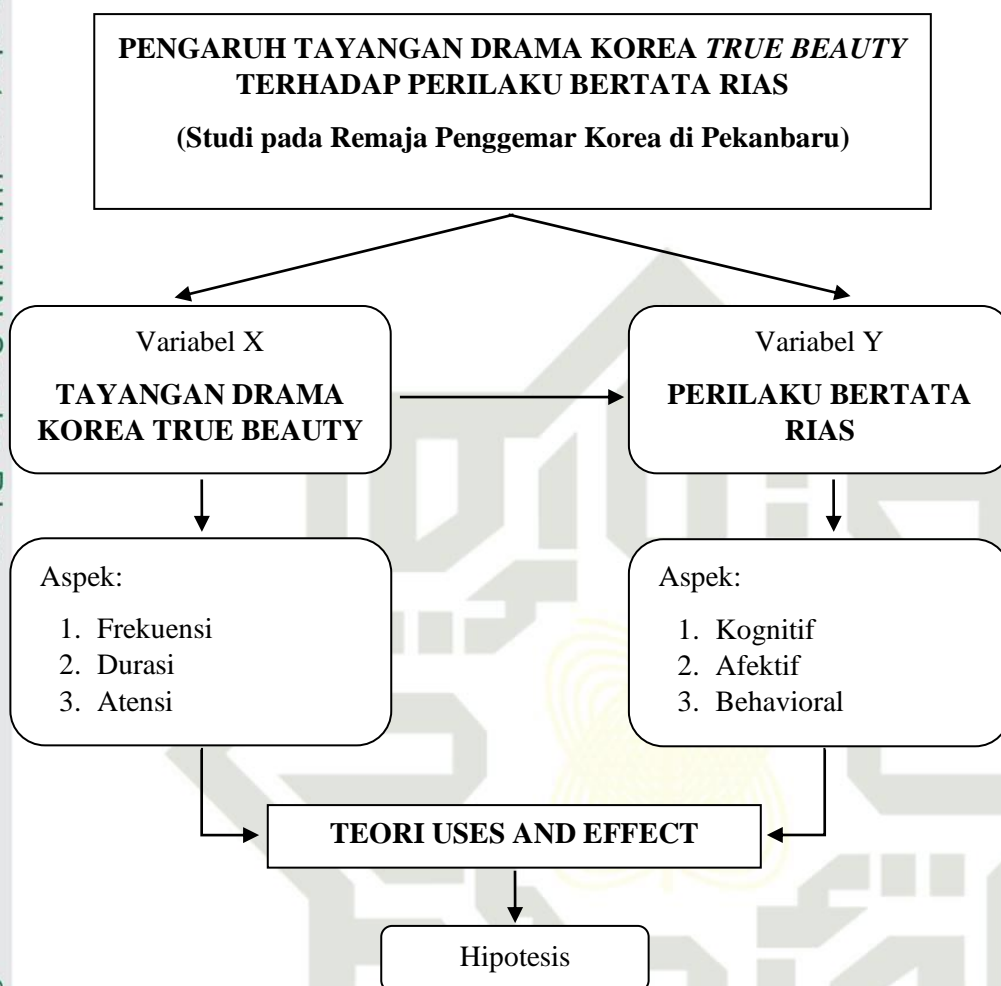 PENGARUH TAYANGAN DRAMA KOREA TRUE BEAUTY
TERHADAP PERILAKU BERTATA RIAS
(Studi pada Remaja Penggemar Korea di Pekanbaru)
Variabel X
TAYANGAN DRAMA
KOREA TRUE BEAUTY
Variabel Y
PERILAKU BERTATA
RIAS
Aspek:
1. Frekuensi
2. Durasi
3. Atensi
Aspek:
1. Kognitif
2. Afektif
3. Behavioral
TEORI USES AND EFFECT
Hipotesis